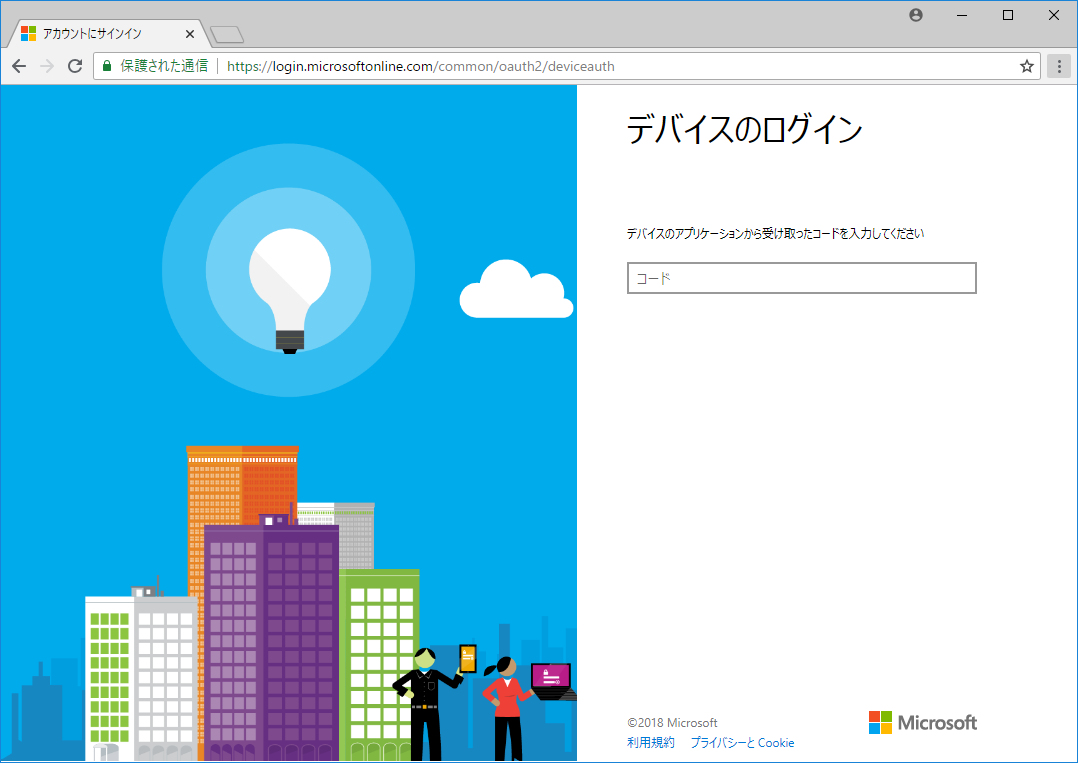 アカウントにサインイン
保護された通信
https://login.microsoftonline.com/common/oauth2/deviceauth
デバイスのログイン
デバイスのアプリケーションから受け取ったコードを入力してください
コード
©2018 Microsoft
利用規約 プライバシーと Cookie
Microsoft